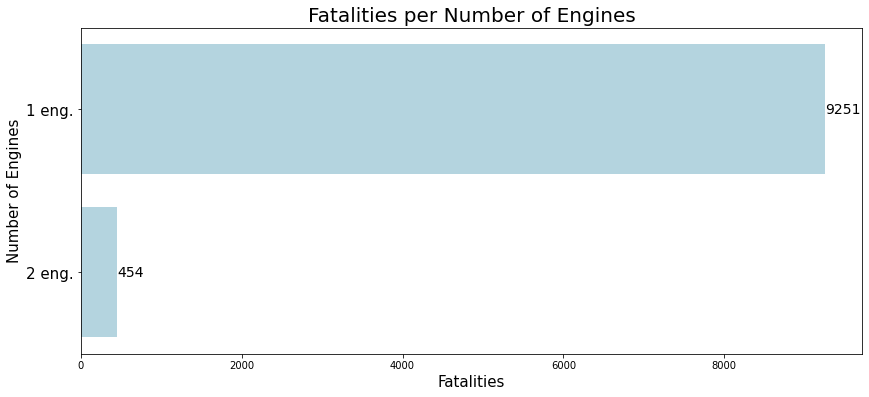 Fatalities per Number of Engines
Number of Engines
1 eng.
9251
2 eng.
454
0 2000 4000 6000 8000
Fatalities